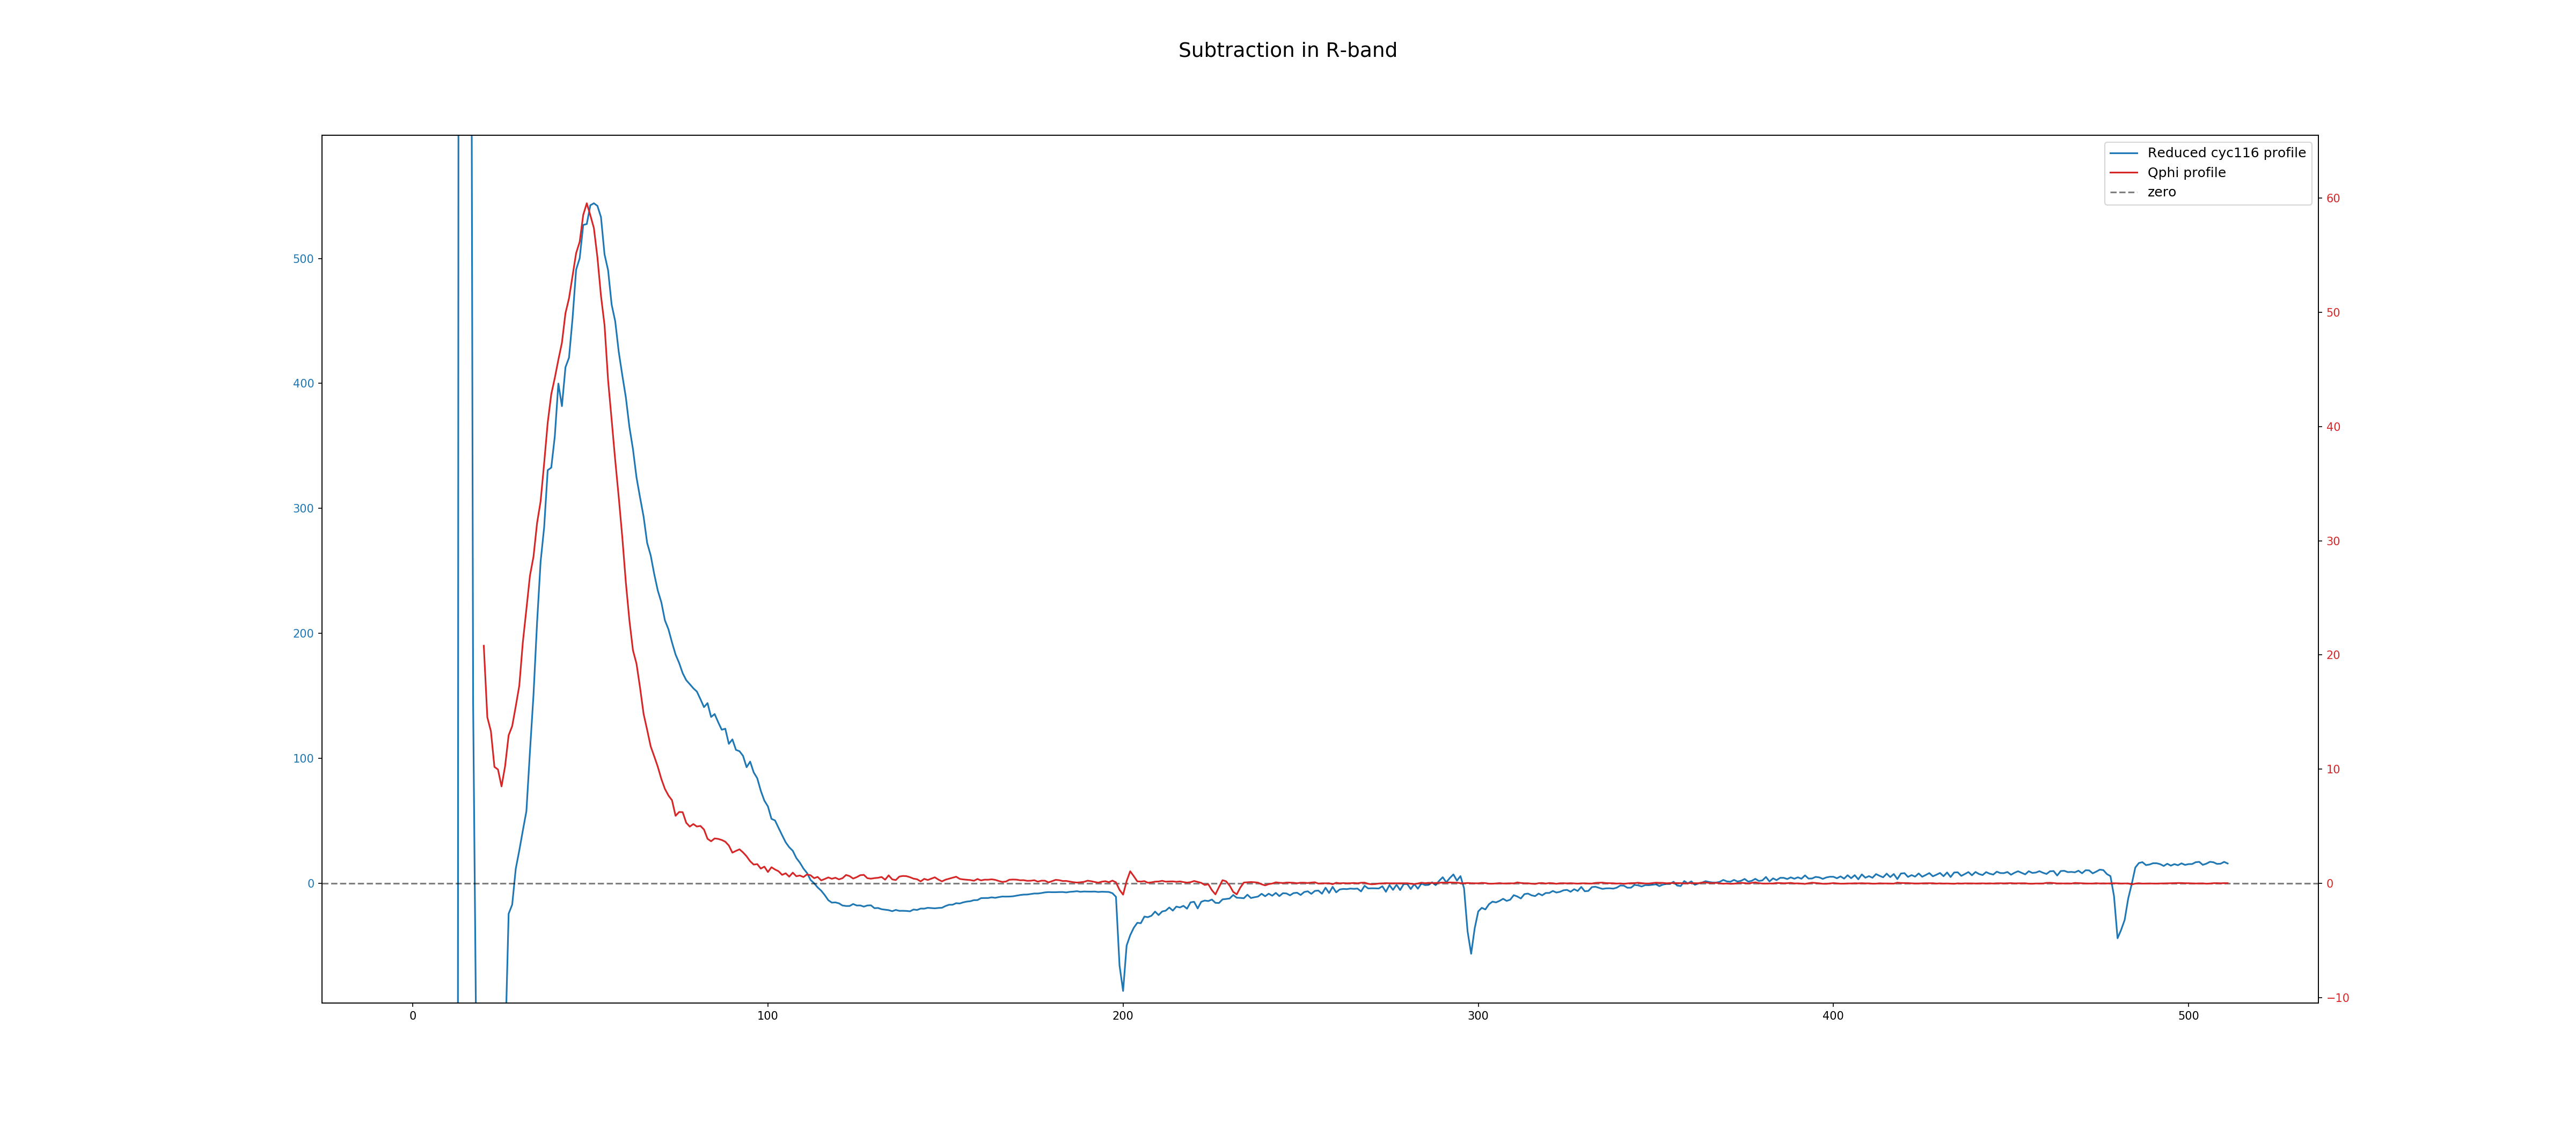 Subtraction in R-band
Reduced cyc116 profile
Qphi profile
zero
500
400
300
200
100
0
60
50
40
30
20
10
0
−10
0 100 200 300 400 500